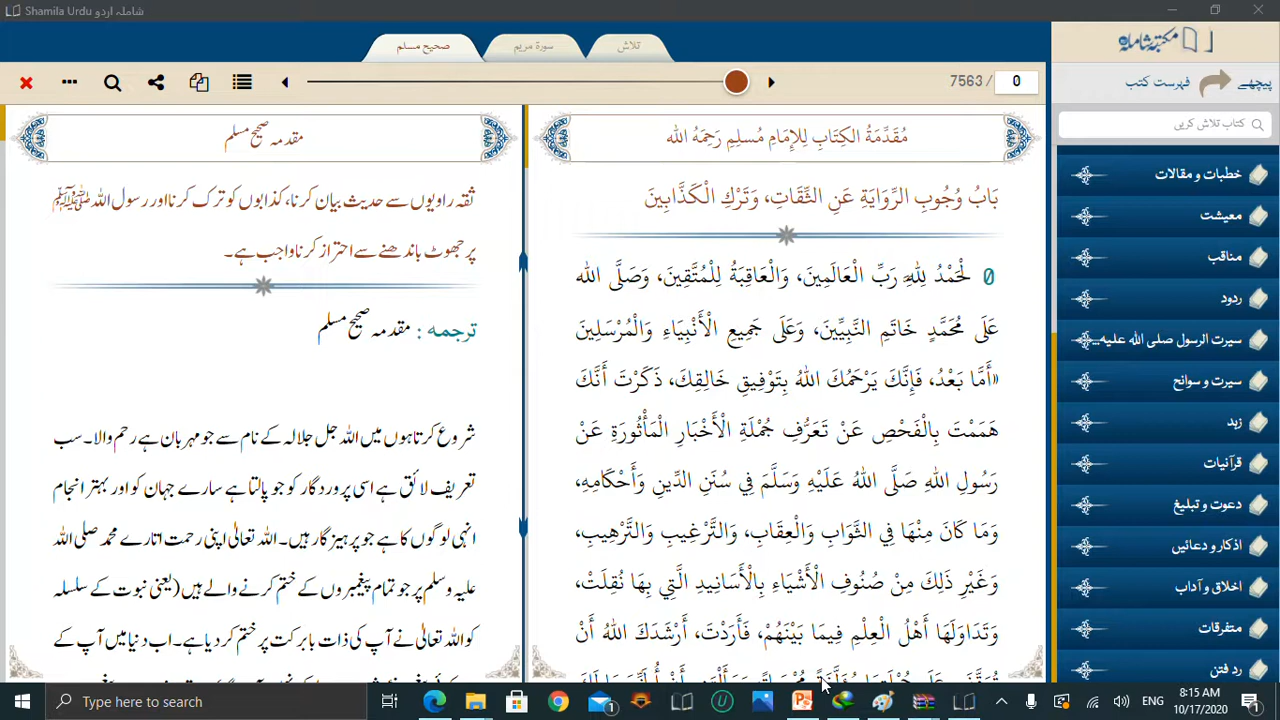 Shamila Urdu شاملہ اردو
صحیح مسلم
سورة مريم
تلاش
مکتبہ شاملہ
7563 / 0
فہرست کتب
پیچھے
کتاب تلاش کریں
مُقَدِّمَةُ الكِتَابِ لِلإِمَامِ مُسلِمِ رَحِمَهُ الله
بَابُ وُجُوبِ الرِّوَايَةِ عَنِ الثِّقَاتِ، وَتَرْكِ الْكَذَّابِينَ
0 لْحَمْدُ لِلّٰهِ رَبِّ الْعَالَمِينَ، وَالْعَاقِبَةُ لِلْمُتَّقِينَ، وَصَلَّى الله
عَلَى مُحَمَّدٍ خَاتَمِ النَّبِيِّينَ، وَعَلَى جَمِيعِ الْأَنْبِيَاءِ وَالْمُرْسَلِينَ
«أَمَّا بَعْدُ، فَإِنَّكَ يَرْحَمُكَ اللهُ بِتَوْفِيقِ خَالِقِكَ، ذَكَرْتَ أَنَّكَ
هَمَمْتَ بِالْفَحْصِ عَنْ تَعَرُّفِ جُمْلَةِ الْأَخْبَارِ الْمَأْثُورَةِ عَنْ
رَسُولِ اللهِ صَلَّى اللهُ عَلَيْهِ وَسَلَّمَ فِي سُنَنِ الدِّينِ وَأَحْكَامِهِ،
وَمَا كَانَ مِنْهَا فِي الثَّوَابِ وَالْعِقَابِ، وَالتَّرْغِيبِ وَالتَّرْهِيبِ،
وَغَيْرِ ذَلِكَ مِنْ صُنُوفِ الْأَشْيَاءِ بِالْأَسَانِيدِ الَّتِي بِهَا نُقِلَتْ،
وَتَدَاوَلَهَا أَهْلُ الْعِلْمِ فِيمَا بَيْنَهُمْ، فَأَرَدْتَ، أَرْشَدَكَ اللهُ أَنْ
مقدمہ صحیح مسلم
ثقہ راویوں سے حدیث بیان کرنا، کذابوں کو ترک کرنا اور رسول اللہ ﷺ
پر جھوٹ باندھنے سے احتراز کرنا واجب ہے۔
ترجمہ : مقدمہ صحیح مسلم
شروع کرتا ہوں میں اللہ جل جلالہ کے نام سے جو مہربان ہے رحم والا۔ سب
تعریف لائق ہے اسی پروردگار کو جو پالتا ہے سارے جہان کو اور بہتر انجام
انہی لوگوں کا ہے جو پرہیزگار ہیں۔ اللہ تعالیٰ اپنی رحمت اتارے محمد صلی اللہ
علیہ وسلم پر جو تمام پیغمبروں کے ختم کرنے والے ہیں (یعنی نبوت کے سلسلہ
کو اللہ تعالیٰ نے آپ کی ذات بابرکت پر ختم کر دیا ہے۔ اب دنیا میں آپ کے
خطبات و مقالات
معیشت
مناقب
ردود
سیرت الرسول صلی اللہ علیہ...
سیرت و سوانح
زہد
قرآنیات
دعوت و تبلیغ
اذکار و دعائیں
اخلاق و آداب
متفرقات
رد فتن
Type here to search
1
ENG
8:15 AM
10/17/2020